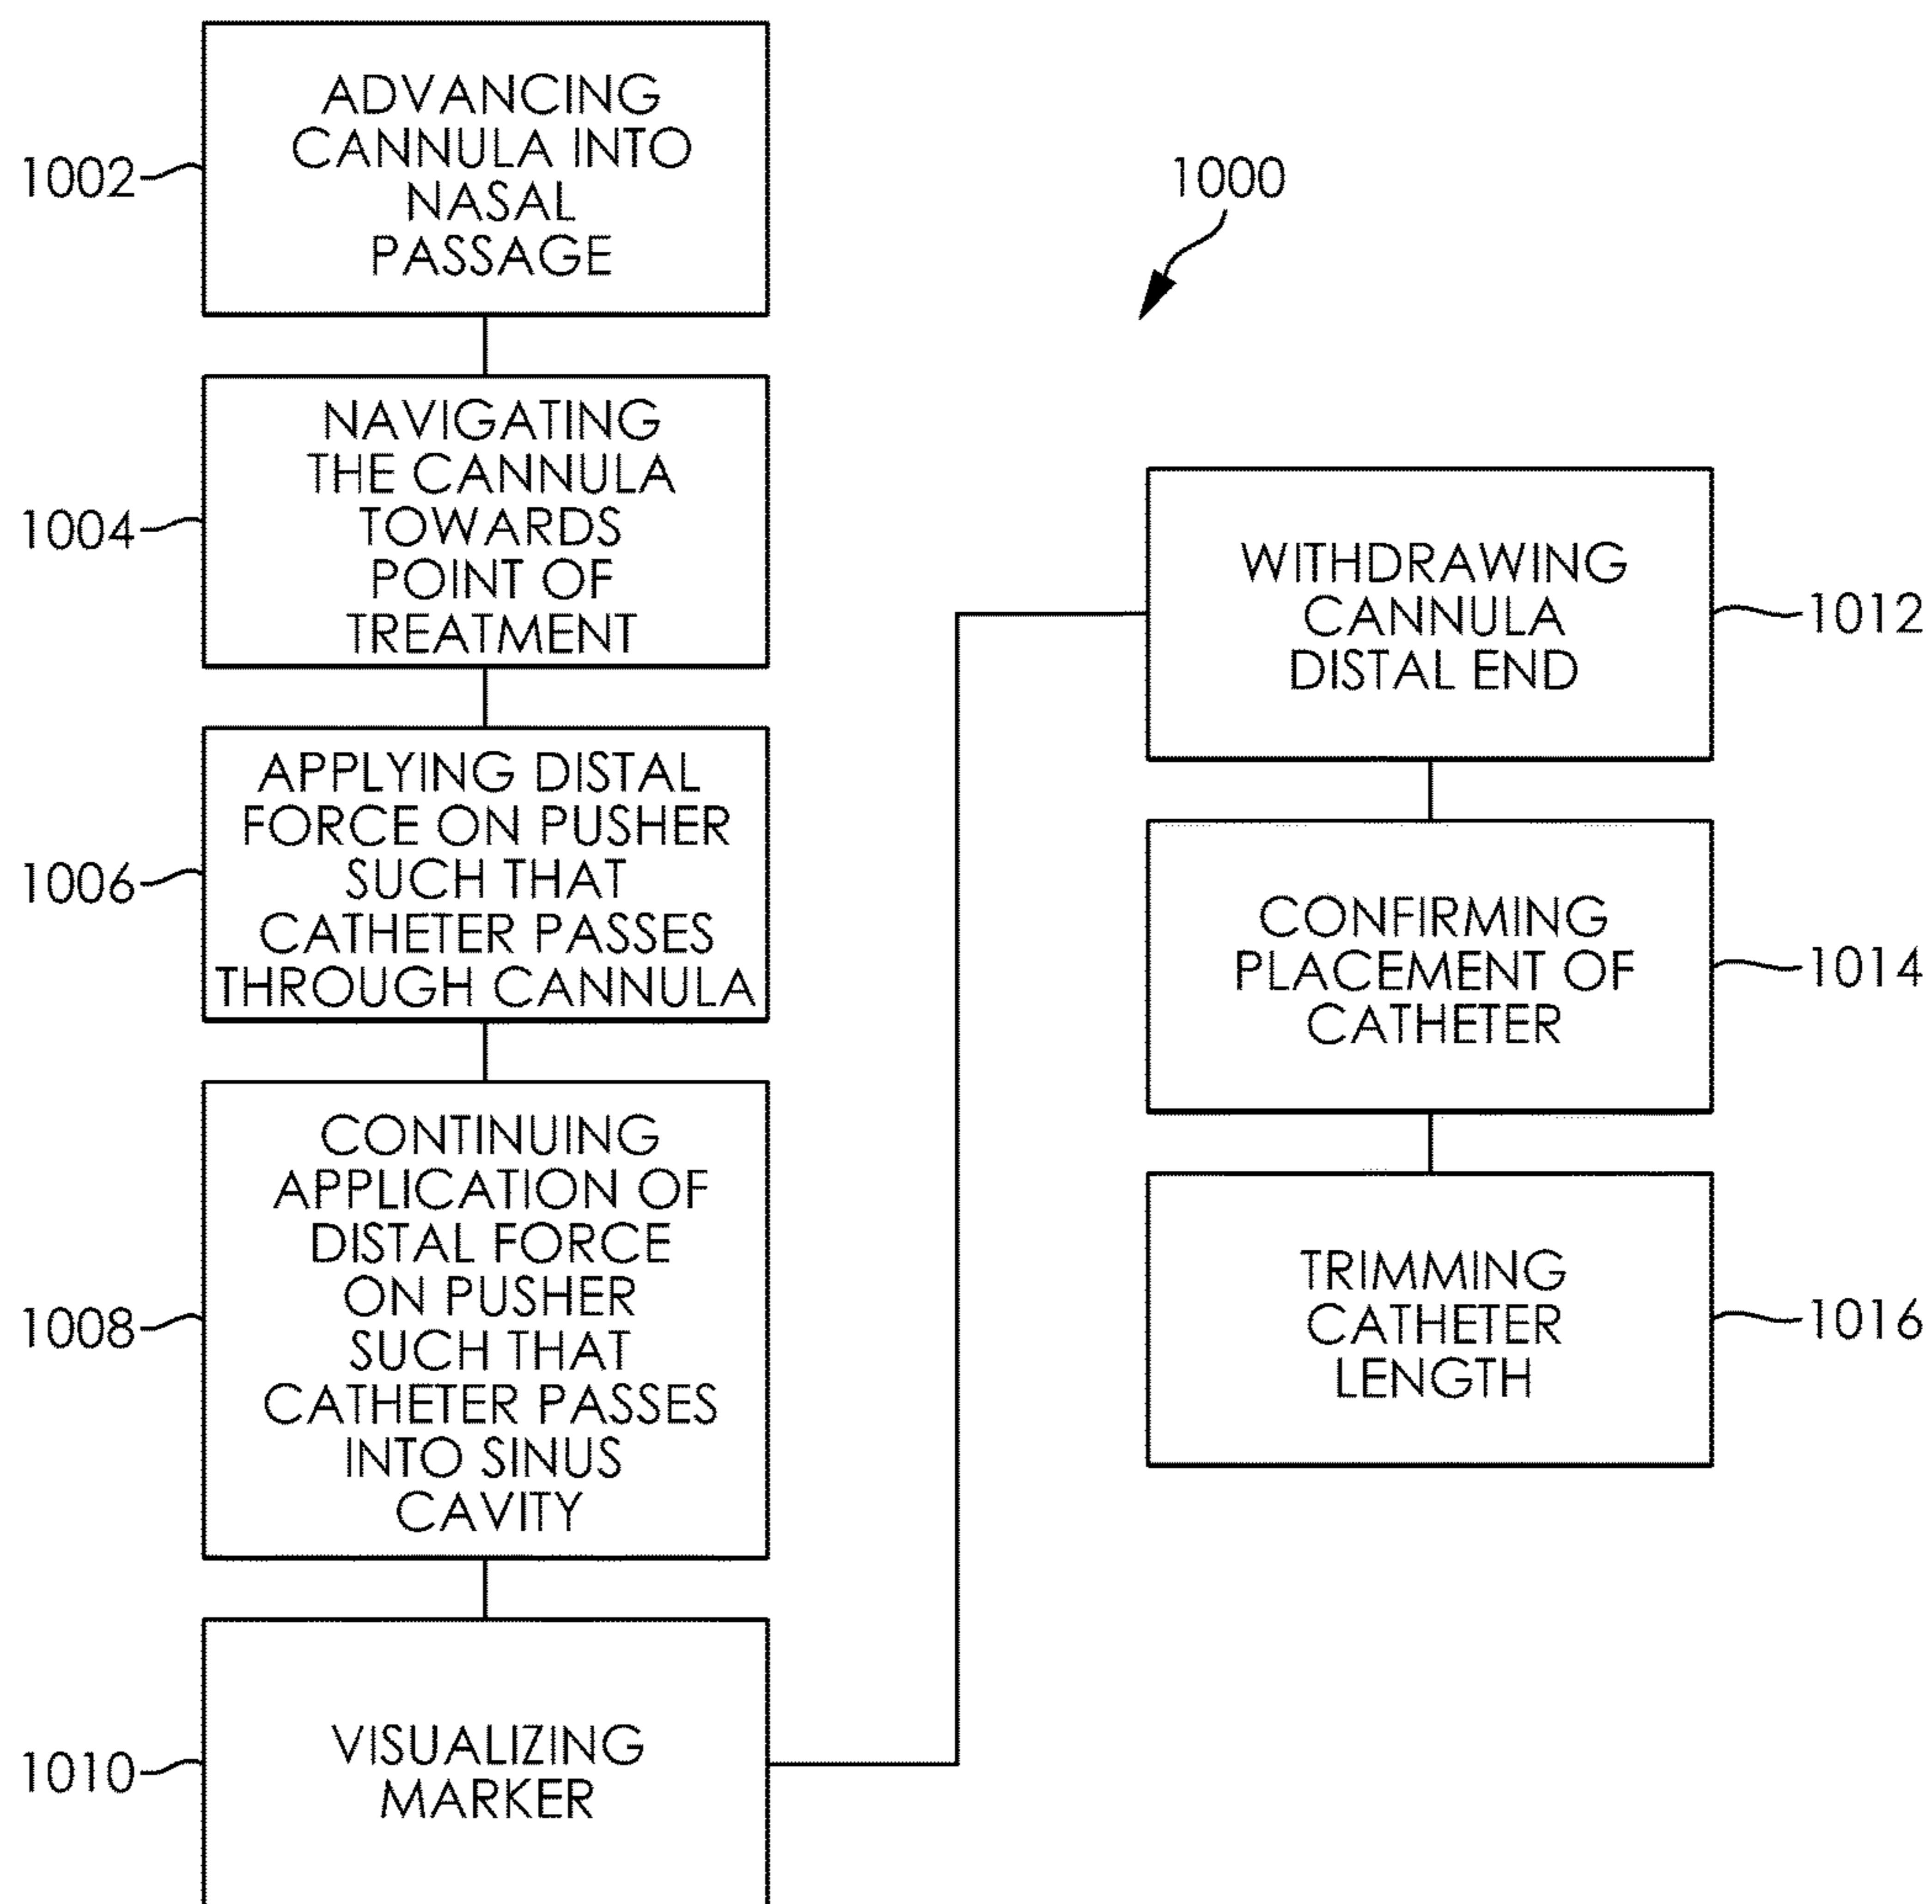 1002
ADVANCING
CANNULA INTO
NASAL
PASSAGE
1004
NAVIGATING
THE CANNULA
TOWARDS
POINT OF
TREATMENT
1006
APPLYING DISTAL
FORCE ON PUSHER
SUCH THAT
CATHETER PASSES
THROUGH CANNULA
1008
CONTINUING
APPLICATION OF
DISTAL FORCE
ON PUSHER
SUCH THAT
CATHETER PASSES
INTO SINUS
CAVITY
1010
VISUALIZING
MARKER
1000
WITHDRAWING
CANNULA
DISTAL END
1012
CONFIRMING
PLACEMENT OF
CATHETER
1014
TRIMMING
CATHETER
LENGTH
1016